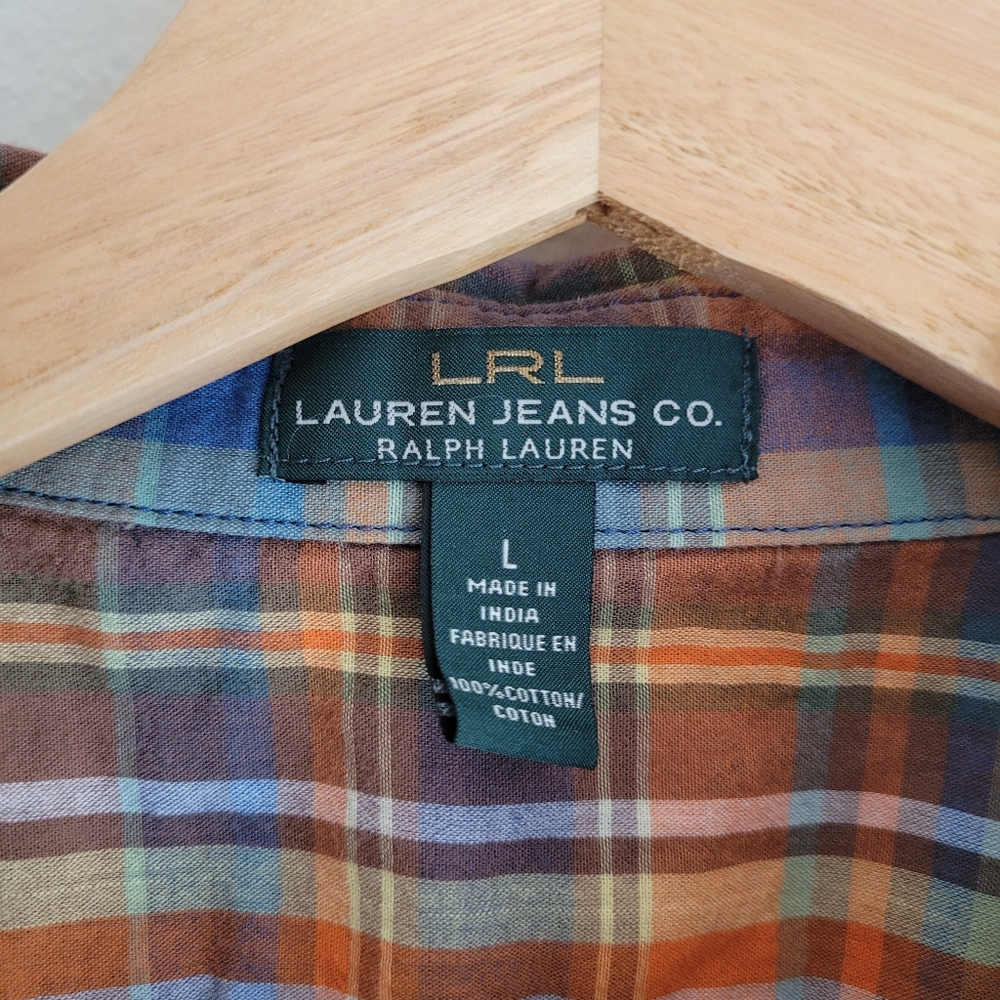 LRL
LAUREN JEANS CO.
RALPH LAUREN
L
MADE IN
INDIA
FABRIQUE EN
INDE
100%COTTON/
COTON